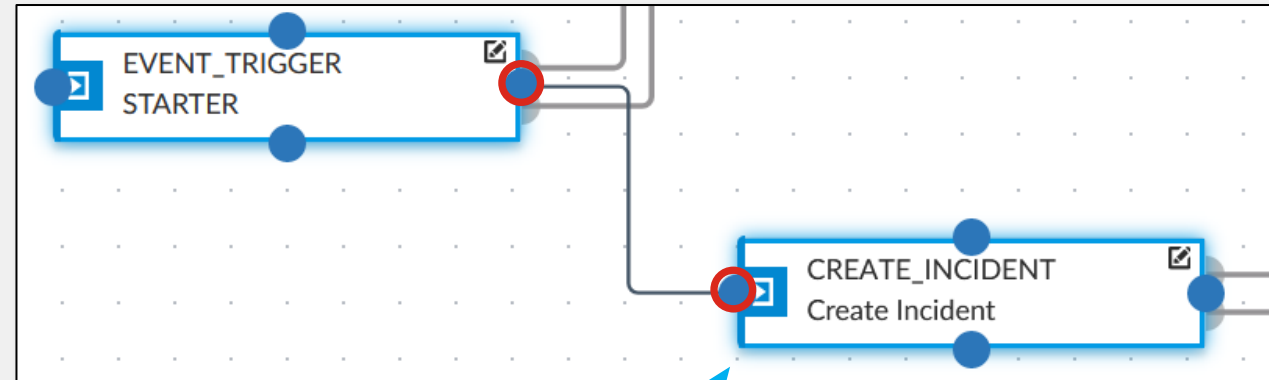 EVENT_TRIGGER
STARTER
CREATE_INCIDENT
Create Incident